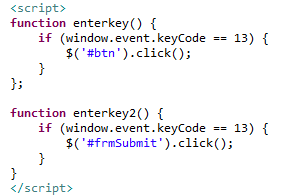 <script>
function enterkey() {
    if (window.event.keyCode == 13) {
        $('#btn').click();
    }
};

function enterkey2() {
    if (window.event.keyCode == 13) {
        $('#frmSubmit').click();
    }
}
</script>